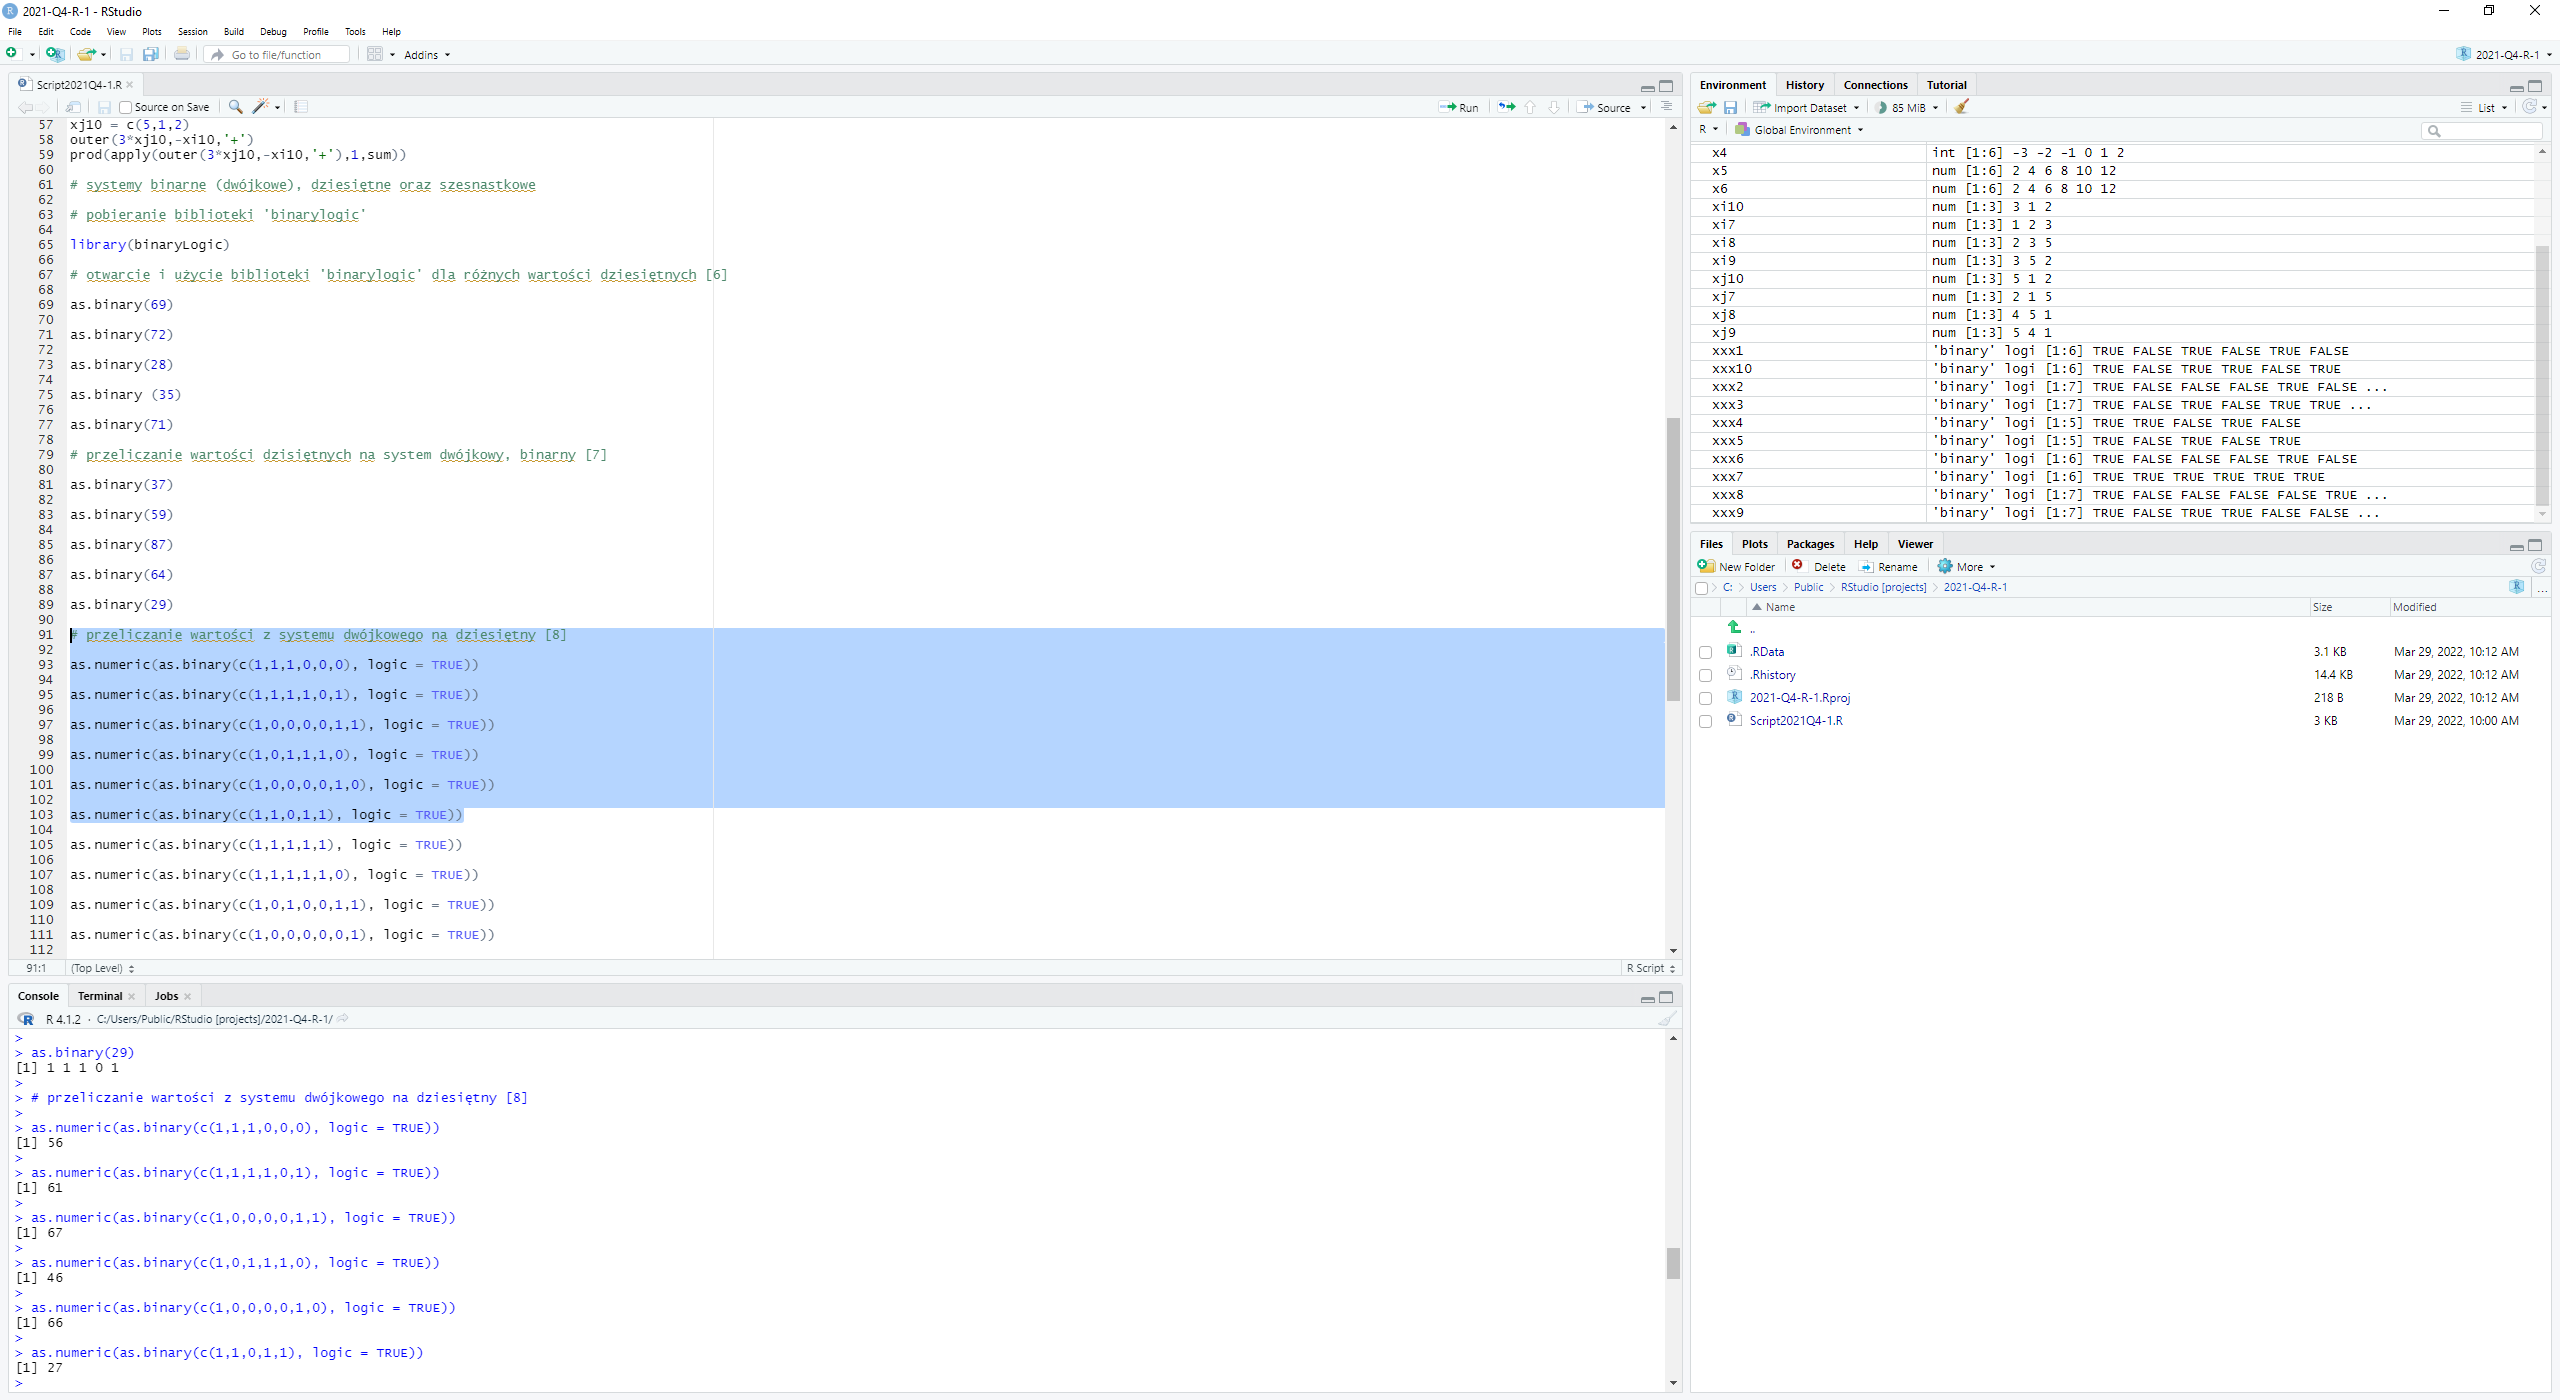 2021-Q4-R-1 - RStudio
File Edit Code View Plots Session Build Debug Profile Tools Help
Go to file/function Addins 2021-Q4-R-1
Script2021Q4-1.R
Source on Save Run Source
57 xj10 = c(5,1,2)
58 outer(3*xj10,-xi10,'+')
59 prod(apply(outer(3*xj10,-xi10,'+'),1,sum))
60
61 # systemy binarne (dwójkowe), dziesiętne oraz szesnastkowe
62
63 # pobieranie biblioteki 'binarylogic'
64
65 library(binaryLogic)
66
67 # otwarcie i użycie biblioteki 'binarylogic' dla różnych wartości dziesiętnych [6]
68
69 as.binary(69)
70
71 as.binary(72)
72
73 as.binary(28)
74
75 as.binary (35)
76
77 as.binary(71)
78
79 # przeliczanie wartości dzisiętnych na system dwójkowy, binarny [7]
80
81 as.binary(37)
82
83 as.binary(59)
84
85 as.binary(87)
86
87 as.binary(64)
88
89 as.binary(29)
90
91 # przeliczanie wartości z systemu dwójkowego na dziesiętny [8]
92
93 as.numeric(as.binary(c(1,1,1,0,0,0), logic = TRUE))
94
95 as.numeric(as.binary(c(1,1,1,1,0,1), logic = TRUE))
96
97 as.numeric(as.binary(c(1,0,0,0,0,1,1), logic = TRUE))
98
99 as.numeric(as.binary(c(1,0,1,1,1,0), logic = TRUE))
100
101 as.numeric(as.binary(c(1,0,0,0,0,1,0), logic = TRUE))
102
103 as.numeric(as.binary(c(1,1,0,1,1), logic = TRUE))
104
105 as.numeric(as.binary(c(1,1,1,1,1), logic = TRUE))
106
107 as.numeric(as.binary(c(1,1,1,1,1,0), logic = TRUE))
108
109 as.numeric(as.binary(c(1,0,1,0,0,1,1), logic = TRUE))
110
111 as.numeric(as.binary(c(1,0,0,0,0,0,1), logic = TRUE))
112
91:1 (Top Level) R Script
Console Terminal Jobs
R 4.1.2 · C:/Users/Public/RStudio [projects]/2021-Q4-R-1/
>
> as.binary(29)
[1] 1 1 1 0 1
>
> # przeliczanie wartości z systemu dwójkowego na dziesiętny [8]
>
> as.numeric(as.binary(c(1,1,1,0,0,0), logic = TRUE))
[1] 56
>
> as.numeric(as.binary(c(1,1,1,1,0,1), logic = TRUE))
[1] 61
>
> as.numeric(as.binary(c(1,0,0,0,0,1,1), logic = TRUE))
[1] 67
>
> as.numeric(as.binary(c(1,0,1,1,1,0), logic = TRUE))
[1] 46
>
> as.numeric(as.binary(c(1,0,0,0,0,1,0), logic = TRUE))
[1] 66
>
> as.numeric(as.binary(c(1,1,0,1,1), logic = TRUE))
[1] 27
>
Environment History Connections Tutorial
Import Dataset 85 MiB List
R Global Environment
x4 int [1:6] -3 -2 -1 0 1 2
x5 num [1:6] 2 4 6 8 10 12
x6 num [1:6] 2 4 6 8 10 12
xi10 num [1:3] 3 1 2
xi7 num [1:3] 1 2 3
xi8 num [1:3] 2 3 5
xi9 num [1:3] 3 5 2
xj10 num [1:3] 5 1 2
xj7 num [1:3] 2 1 5
xj8 num [1:3] 4 5 1
xj9 num [1:3] 5 4 1
xxx1 'binary' logi [1:6] TRUE FALSE TRUE FALSE TRUE FALSE
xxx10 'binary' logi [1:6] TRUE FALSE TRUE TRUE FALSE TRUE
xxx2 'binary' logi [1:7] TRUE FALSE FALSE FALSE TRUE FALSE ...
xxx3 'binary' logi [1:7] TRUE FALSE TRUE FALSE TRUE TRUE ...
xxx4 'binary' logi [1:5] TRUE TRUE FALSE TRUE FALSE
xxx5 'binary' logi [1:5] TRUE FALSE TRUE FALSE TRUE
xxx6 'binary' logi [1:6] TRUE FALSE FALSE FALSE TRUE FALSE
xxx7 'binary' logi [1:6] TRUE TRUE TRUE TRUE TRUE TRUE
xxx8 'binary' logi [1:7] TRUE FALSE FALSE FALSE FALSE TRUE ...
xxx9 'binary' logi [1:7] TRUE FALSE TRUE TRUE FALSE FALSE ...
Files Plots Packages Help Viewer
New Folder Delete Rename More
C: Users Public RStudio [projects] 2021-Q4-R-1 ...
Name Size Modified
..
.RData 3.1 KB Mar 29, 2022, 10:12 AM
.Rhistory 14.4 KB Mar 29, 2022, 10:12 AM
2021-Q4-R-1.Rproj 218 B Mar 29, 2022, 10:12 AM
Script2021Q4-1.R 3 KB Mar 29, 2022, 10:00 AM